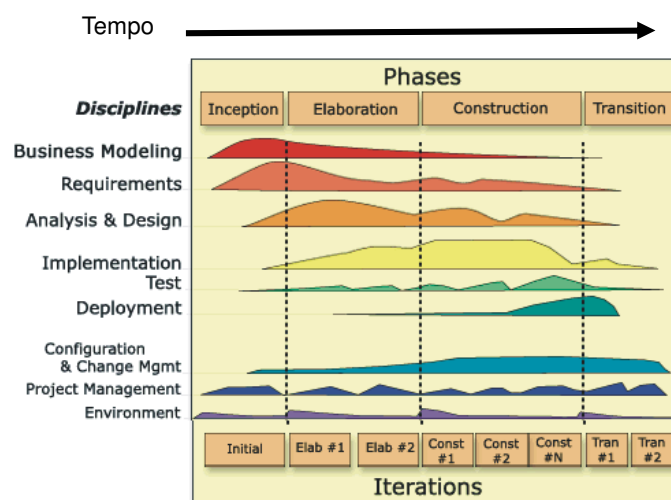 Tempo
Phases
Disciplines
Inception
Elaboration
Construction
Transition
Business Modeling
Requirements
Analysis & Design
Implementation
Test
Deployment
Configuration
& Change Mgmt
Project Management
Environment
Initial
Elab #1
Elab #2
Const
#1
Const
#2
Const
#N
Tran
#1
Tran
#2
Iterations